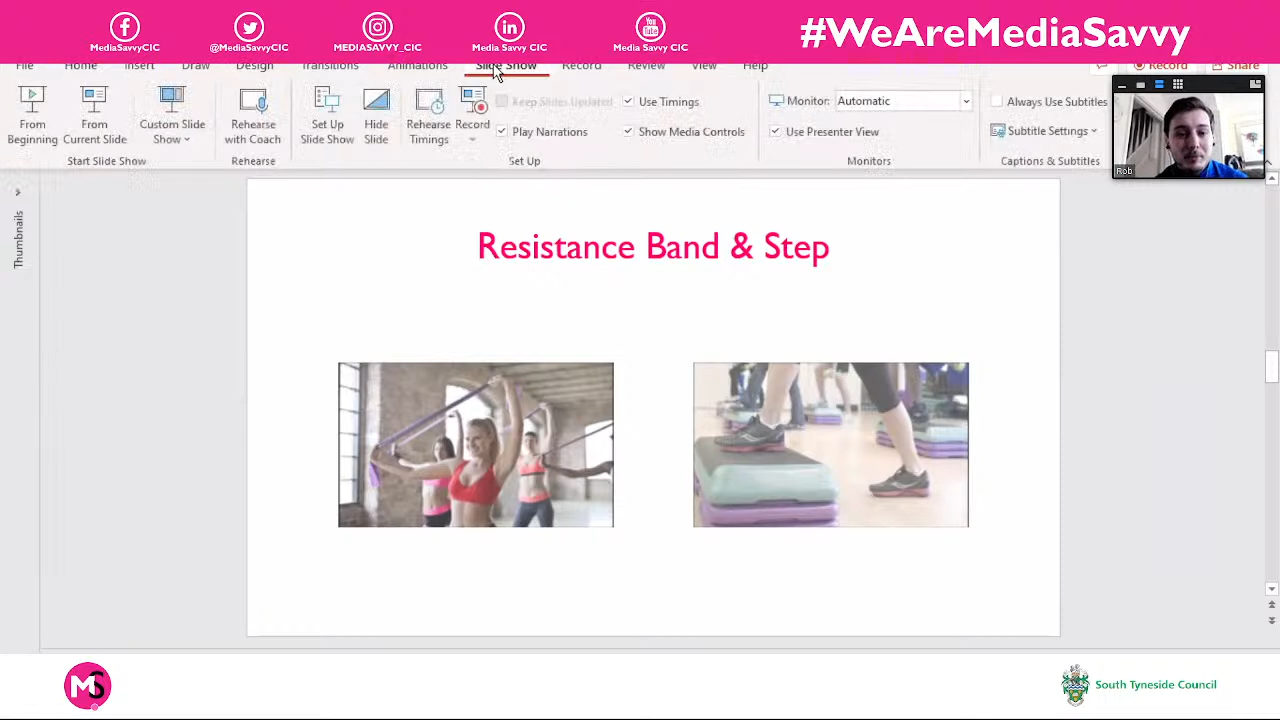 MediaSavvyCIC
@MediaSavvyCIC
MEDIASAVVY_CIC
in
Media Savvy CIC
You Tube
Media Savvy CIC
#WeAreMediaSavvy
File Home Insert Draw Design Transitions Animations Slide Show Record Review View Help Record Share
From Beginning
From Current Slide
Custom Slide Show
Start Slide Show
Rehearse with Coach
Rehearse
Set Up Slide Show
Hide Slide
Rehearse Timings
Record
Keep Slides Updated
Play Narrations
Use Timings
Show Media Controls
Set Up
Monitor: Automatic
Use Presenter View
Monitors
Always Use Subtitles
Subtitle Settings
Captions & Subtitles
Rob
Thumbnails
Resistance Band & Step
MS
South Tyneside Council